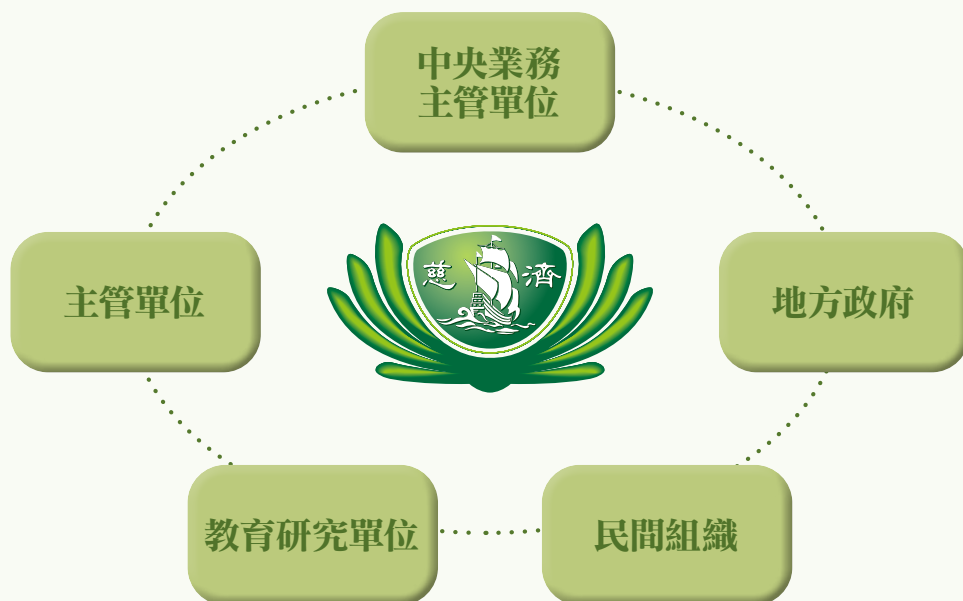 中央業務
主管單位
主管單位
慈濟
地方政府
教育研究單位
民間組織